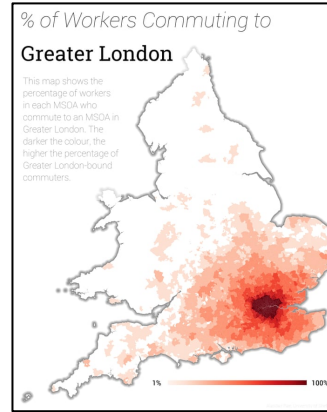 % of Workers Commuting to
Greater London
This map shows the
percentage of workers
in each MSOA who
commute to an MSOA in
Greater London. The
darker the colour, the
higher the percentage of
Greater London-bound
commuters.
1%
100%